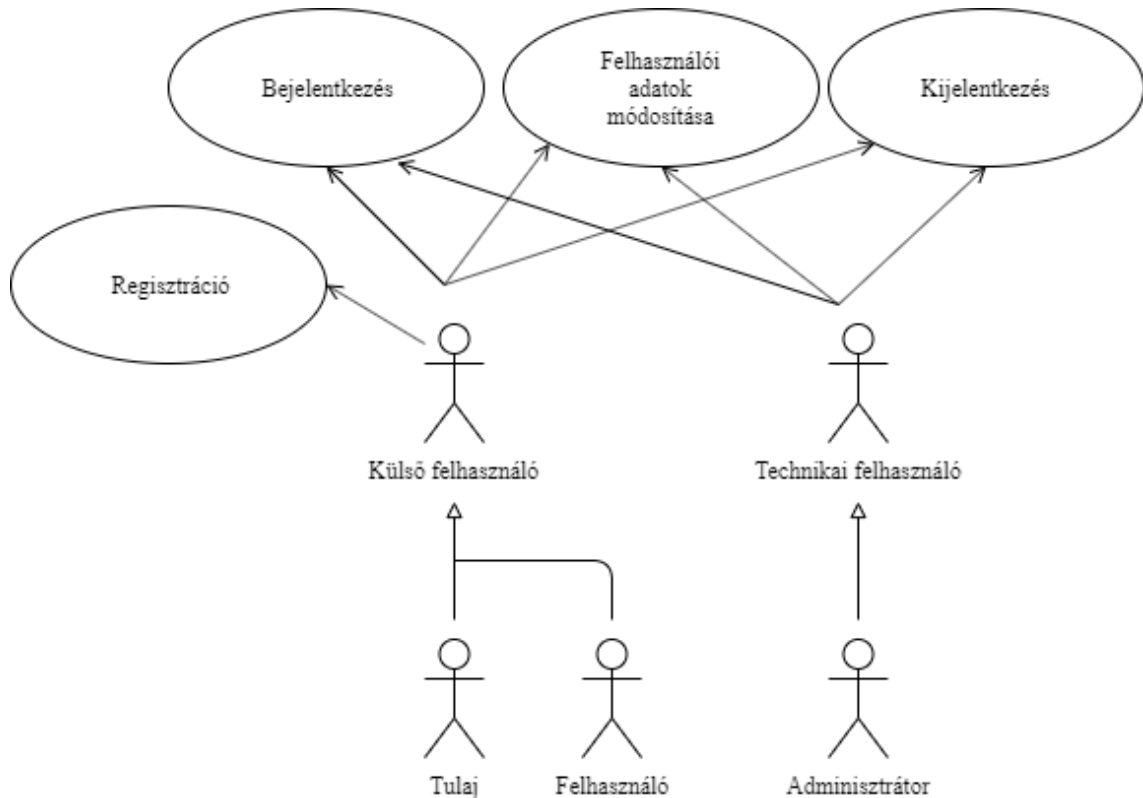 Bejelentkezés
Felhasználói
adatok
módosítása
Kijelentkezés
Regisztráció
Külső felhasználó
Technikai felhasználó
Tulaj
Felhasználó
Adminisztrátor